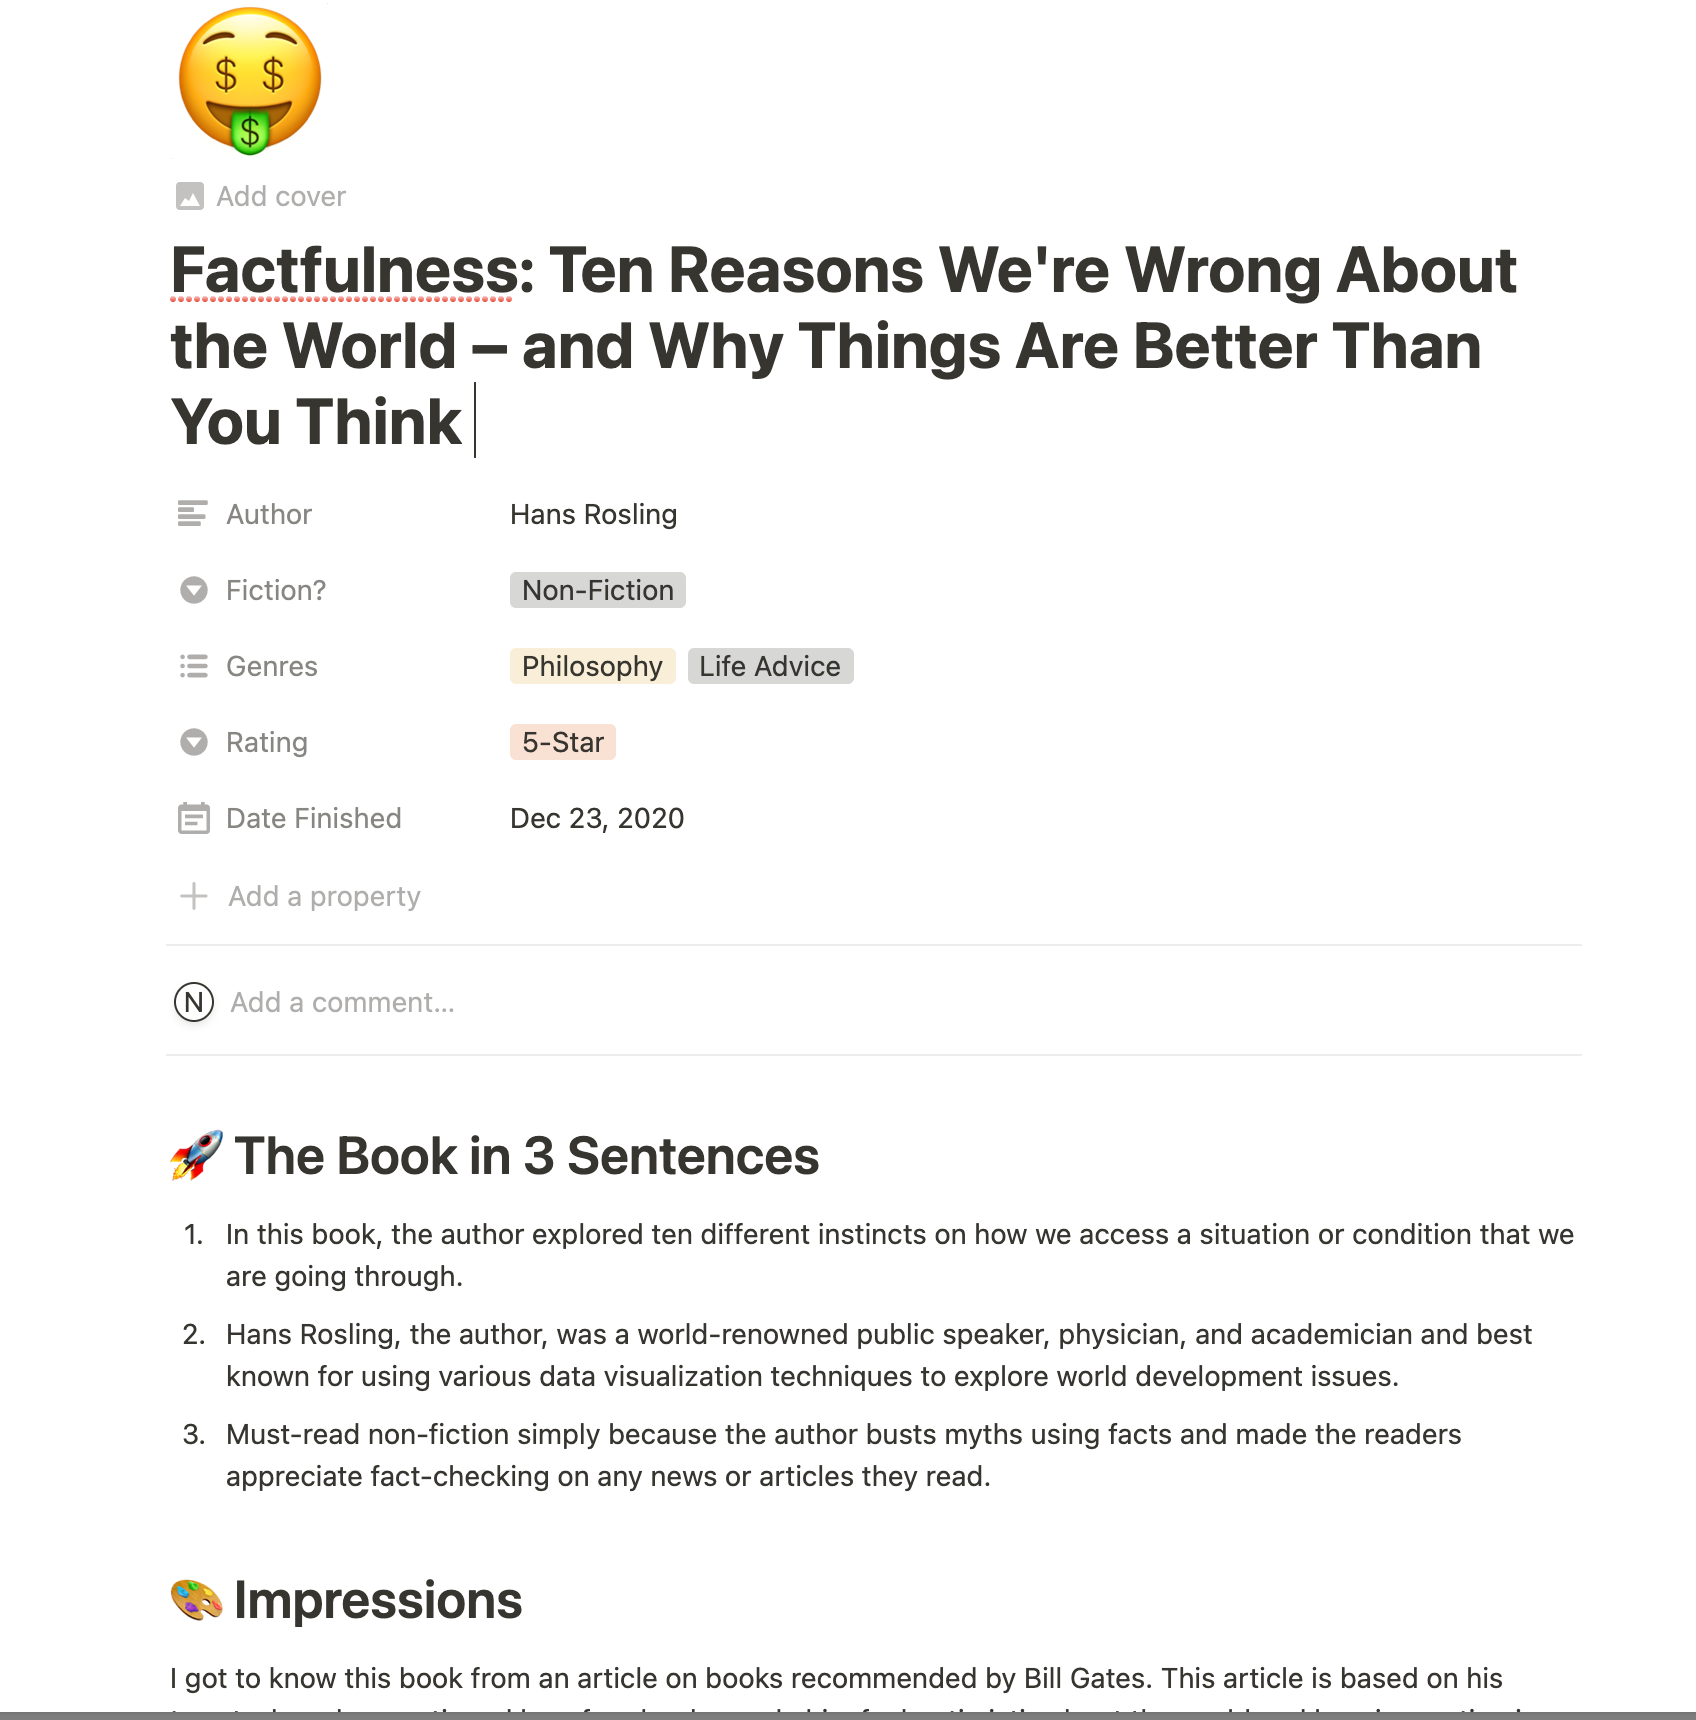 $ $
$
Add cover
Factfulness: Ten Reasons We're Wrong About
the World – and Why Things Are Better Than
You Think
Author Hans Rosling
Fiction? Non-Fiction
Genres Philosophy Life Advice
Rating 5-Star
Date Finished Dec 23, 2020
Add a property
N Add a comment...
The Book in 3 Sentences
1. In this book, the author explored ten different instincts on how we access a situation or condition that we
are going through.
2. Hans Rosling, the author, was a world-renowned public speaker, physician, and academician and best
known for using various data visualization techniques to explore world development issues.
3. Must-read non-fiction simply because the author busts myths using facts and made the readers
appreciate fact-checking on any news or articles they read.
Impressions
I got to know this book from an article on books recommended by Bill Gates. This article is based on his